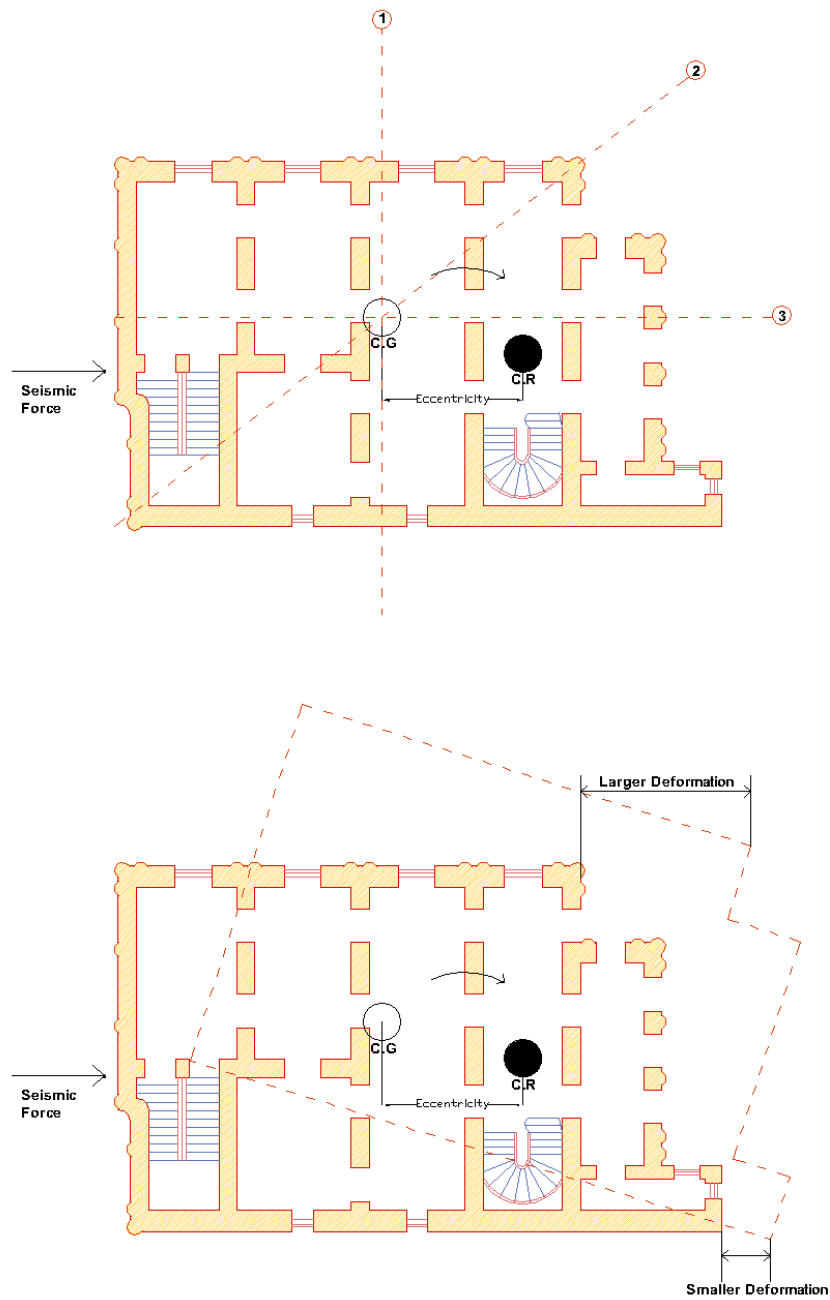 1
2
3
C.G
C.R
Eccentricity
Seismic
Force
Larger Deformation
C.G
C.R
Eccentricity
Seismic
Force
Smaller Deformation